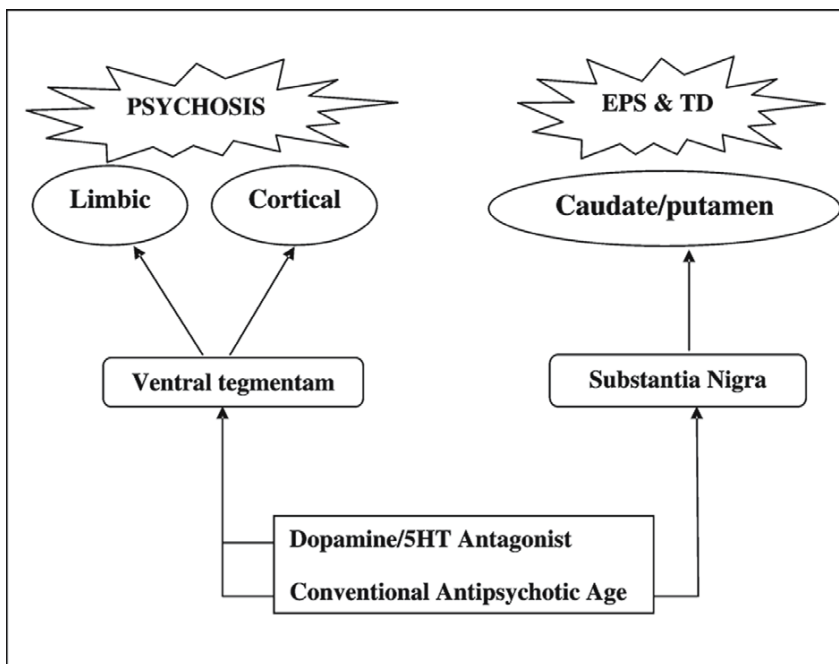 PSYCHOSIS
EPS & TD
Limbic
Cortical
Caudate/putamen
Ventral tegmentam
Substantia Nigra
Dopamine/5HT Antagonist
Conventional Antipsychotic Age